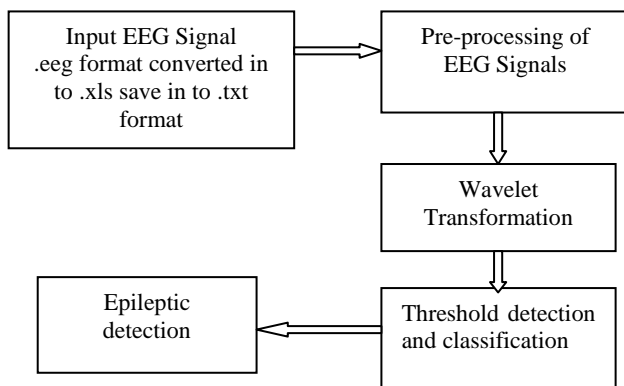 Input EEG Signal
.eeg format converted in
to .xls save in to .txt
format
Pre-processing of
EEG Signals
Wavelet
Transformation
Threshold detection
and classification
Epileptic
detection